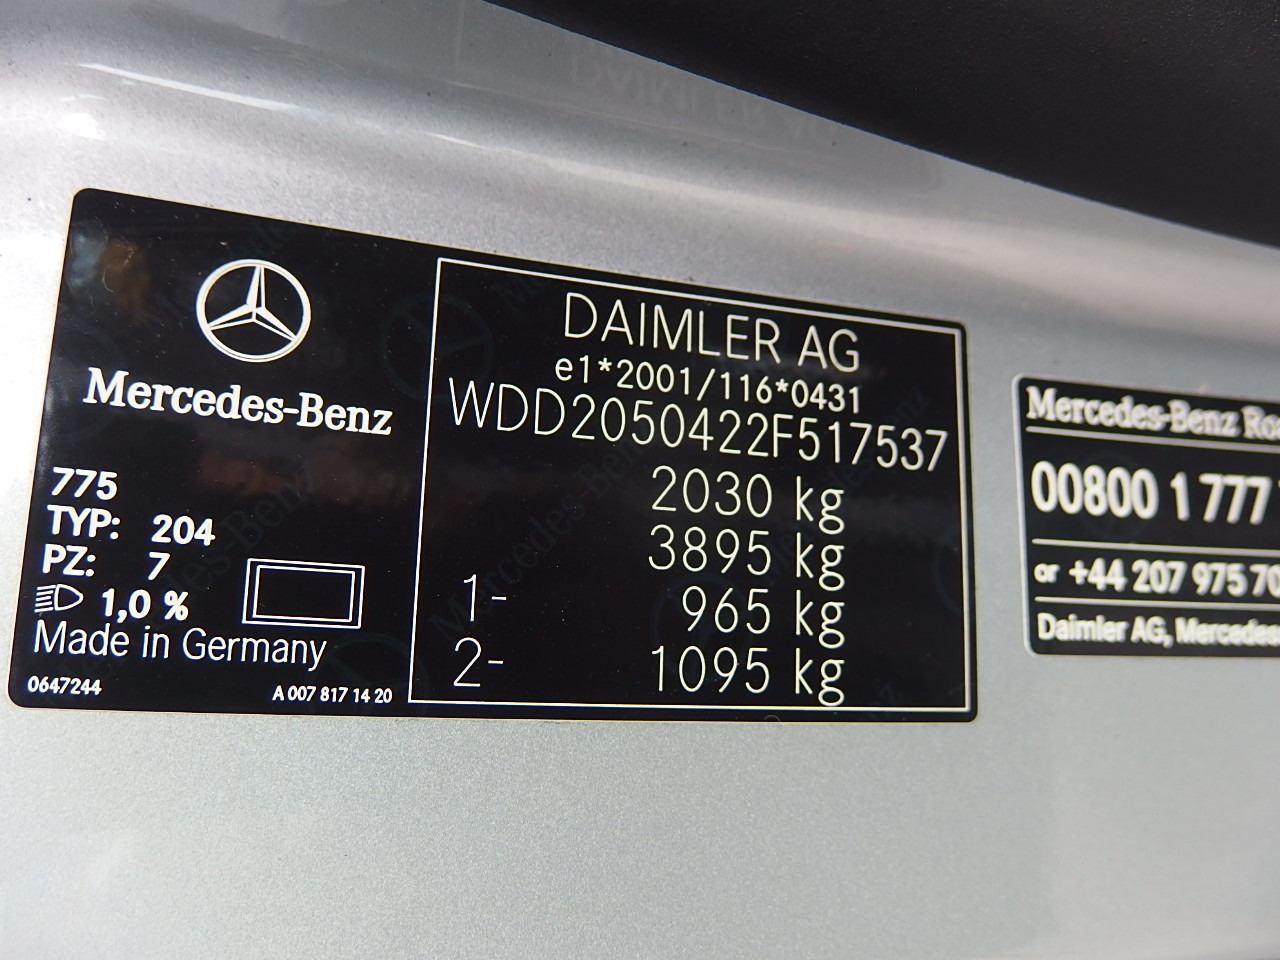 Mercedes-Benz
775
TYP: 204
PZ: 7
1,0 %
Made in Germany
0647244
A 007 817 14 20
DAIMLER AG
e1*2001/116*0431
WDD2050422F517537
2030 kg
3895 kg
1- 965 kg
2- 1095 kg
Mercedes-Benz
00800 1 777
or +44 207 975 70
Daimler AG, Mercedes